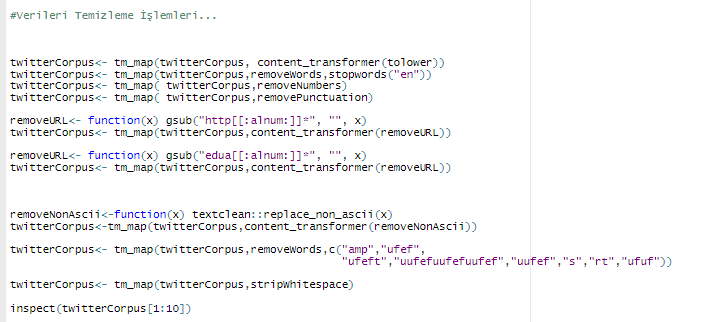 #Verileri Temizleme İşlemleri...
twitterCorpus<- tm_map(twitterCorpus, content_transformer(tolower))
twitterCorpus<- tm_map(twitterCorpus,removeWords,stopwords("en"))
twitterCorpus<- tm_map( twitterCorpus,removeNumbers)
twitterCorpus<- tm_map( twitterCorpus,removePunctuation)
removeURL<- function(x) gsub("http[[:alnum:]]*", "", x)
twitterCorpus<- tm_map(twitterCorpus,content_transformer(removeURL))
removeURL<- function(x) gsub("edua[[:alnum:]]*", "", x)
twitterCorpus<- tm_map(twitterCorpus,content_transformer(removeURL))
removeNonAscii<-function(x) textclean::replace_non_ascii(x)
twitterCorpus<-tm_map(twitterCorpus,content_transformer(removeNonAscii))
twitterCorpus<- tm_map(twitterCorpus,removeWords,c("amp","ufef",
"ufeft","uufefuufefuufef","uufef","s","rt","ufuf"))
twitterCorpus<- tm_map(twitterCorpus,stripWhitespace)
inspect(twitterCorpus[1:10])